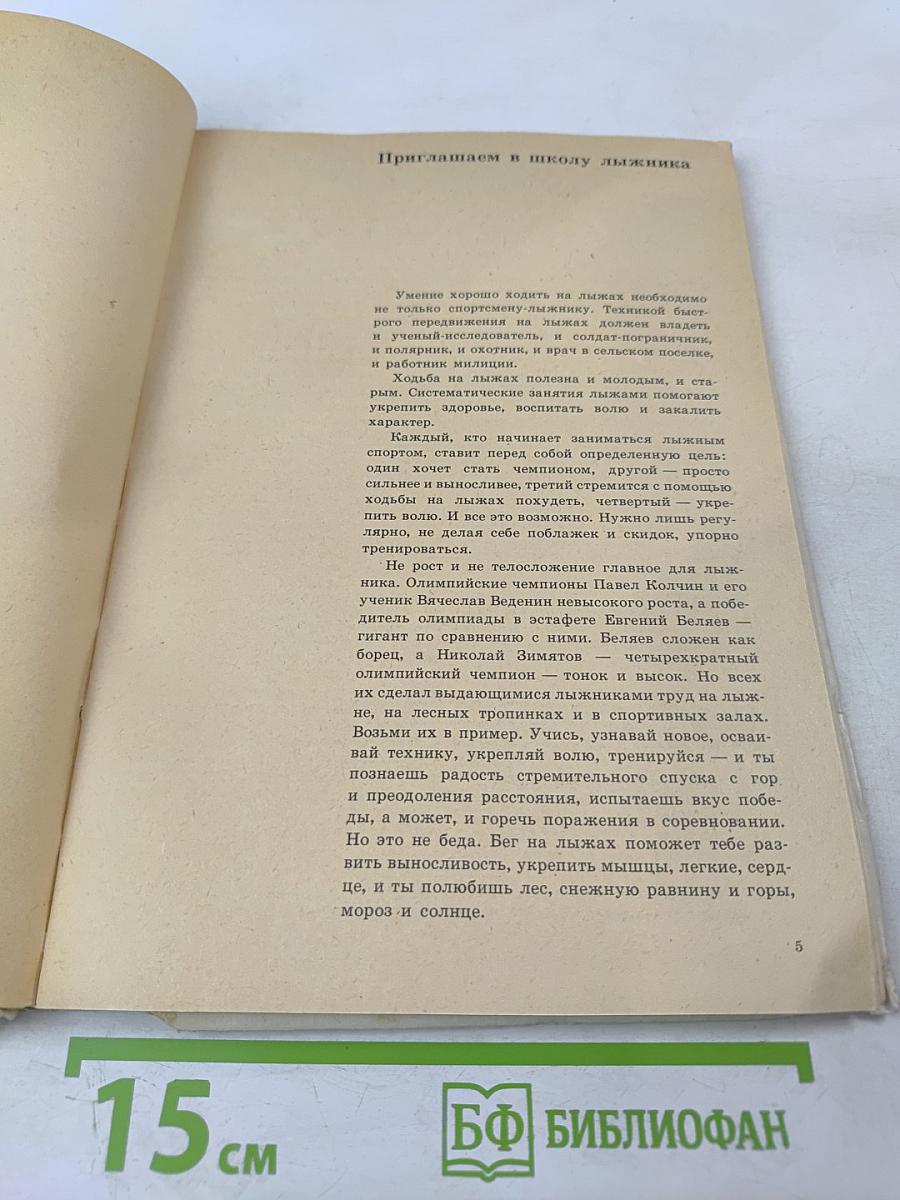 Приглашаем в школу лыжника
Умение хорошо ходить на лыжах необходимо
не только спортсмену-лыжнику. Техникой быст-
рого передвижения на лыжах должен владеть
и ученый-исследователь, и солдат-пограничник,
и полярник, и охотник, и врач в сельском поселке,
и работник милиции.
Ходьба на лыжах полезна и молодым, и ста-
рым. Систематические занятия лыжами помогают
укрепить здоровье, воспитать волю и закалить
характер.
Каждый, кто начинает заниматься лыжным
спортом, ставит перед собой определенную цель:
один хочет стать чемпионом, другой — просто
сильнее и выносливее, третий стремится с помощью
ходьбы на лыжах похудеть, четвертый — укре-
пить волю. И все это возможно. Нужно лишь регу-
лярно, не делая себе поблажек и скидок, упорно
тренироваться.
Не рост и не телосложение главное для лыж-
ника. Олимпийские чемпионы Павел Колчин и его
ученик Вячеслав Веденин невысокого роста, а побе-
дитель олимпиады в эстафете Евгений Беляев —
гигант по сравнению с ними. Беляев сложен как
борец, а Николай Зимятов — четырехкратный
олимпийский чемпион — тонок и высок. Но всех
их сделал выдающимися лыжниками труд на лыж-
не, на лесных тропинках и в спортивных залах.
Возьми их в пример. Учись, узнавай новое, осваи-
вай технику, укрепляй волю, тренируйся — и ты
познаешь радость стремительного спуска с гор
и преодоления расстояния, испытаешь вкус побе-
ды, а может, и горечь поражения в соревновании.
Но это не беда. Бег на лыжах поможет тебе раз-
вить выносливость, укрепить мышцы, легкие, серд-
це, и ты полюбишь лес, снежную равнину и горы,
мороз и солнце.
5
15 см
БФ БИБЛИОФАН